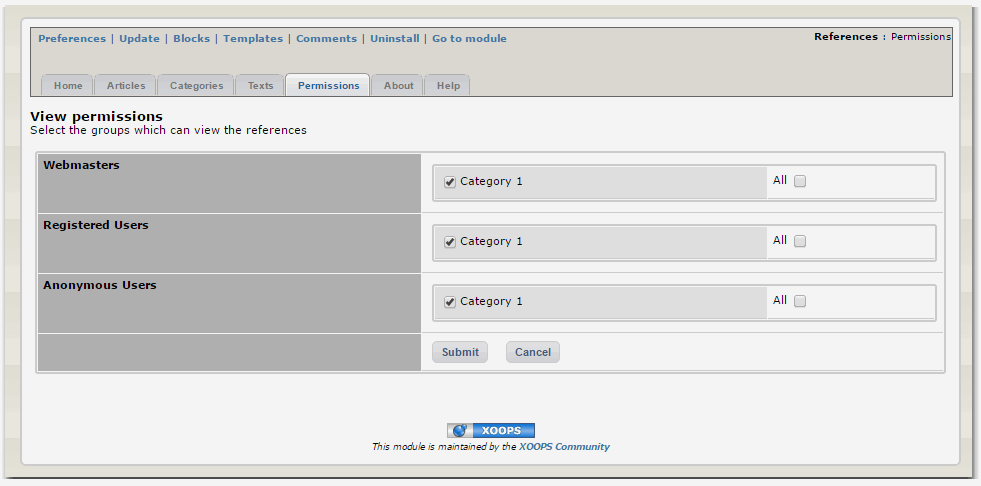 Preferences | Update | Blocks | Templates | Comments | Uninstall | Go to module
References : Permissions
Home Articles Categories Texts Permissions About Help
View permissions
Select the groups which can view the references
Webmasters
Category 1 All
Registered Users
Category 1 All
Anonymous Users
Category 1 All
Submit Cancel
XOOPS
This module is maintained by the XOOPS Community